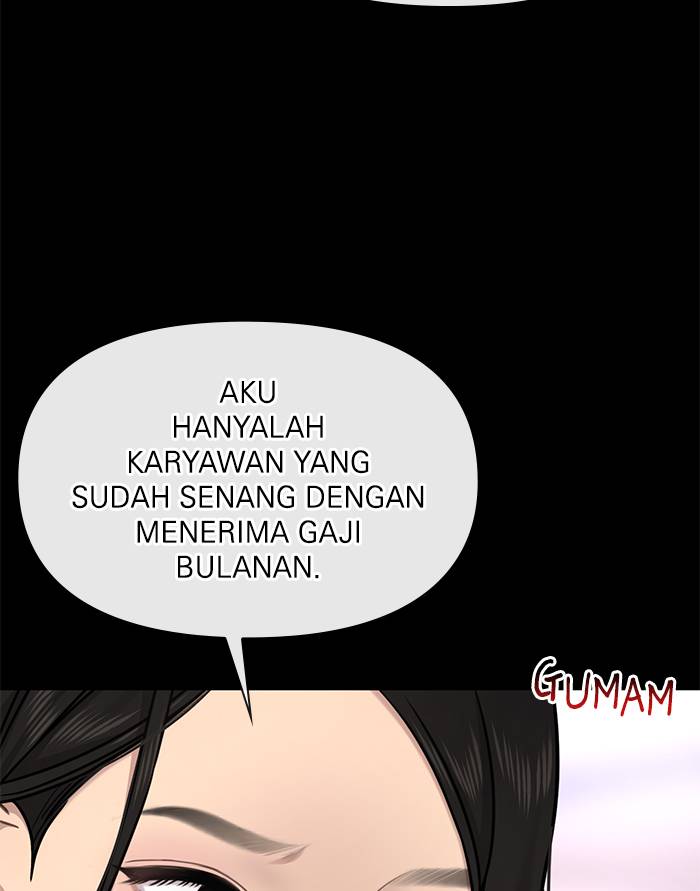 AKU
HANYALAH
KARYAWAN YANG
SUDAH SENANG DENGAN
MENERIMA GAJI
BULANAN.
GUMAM